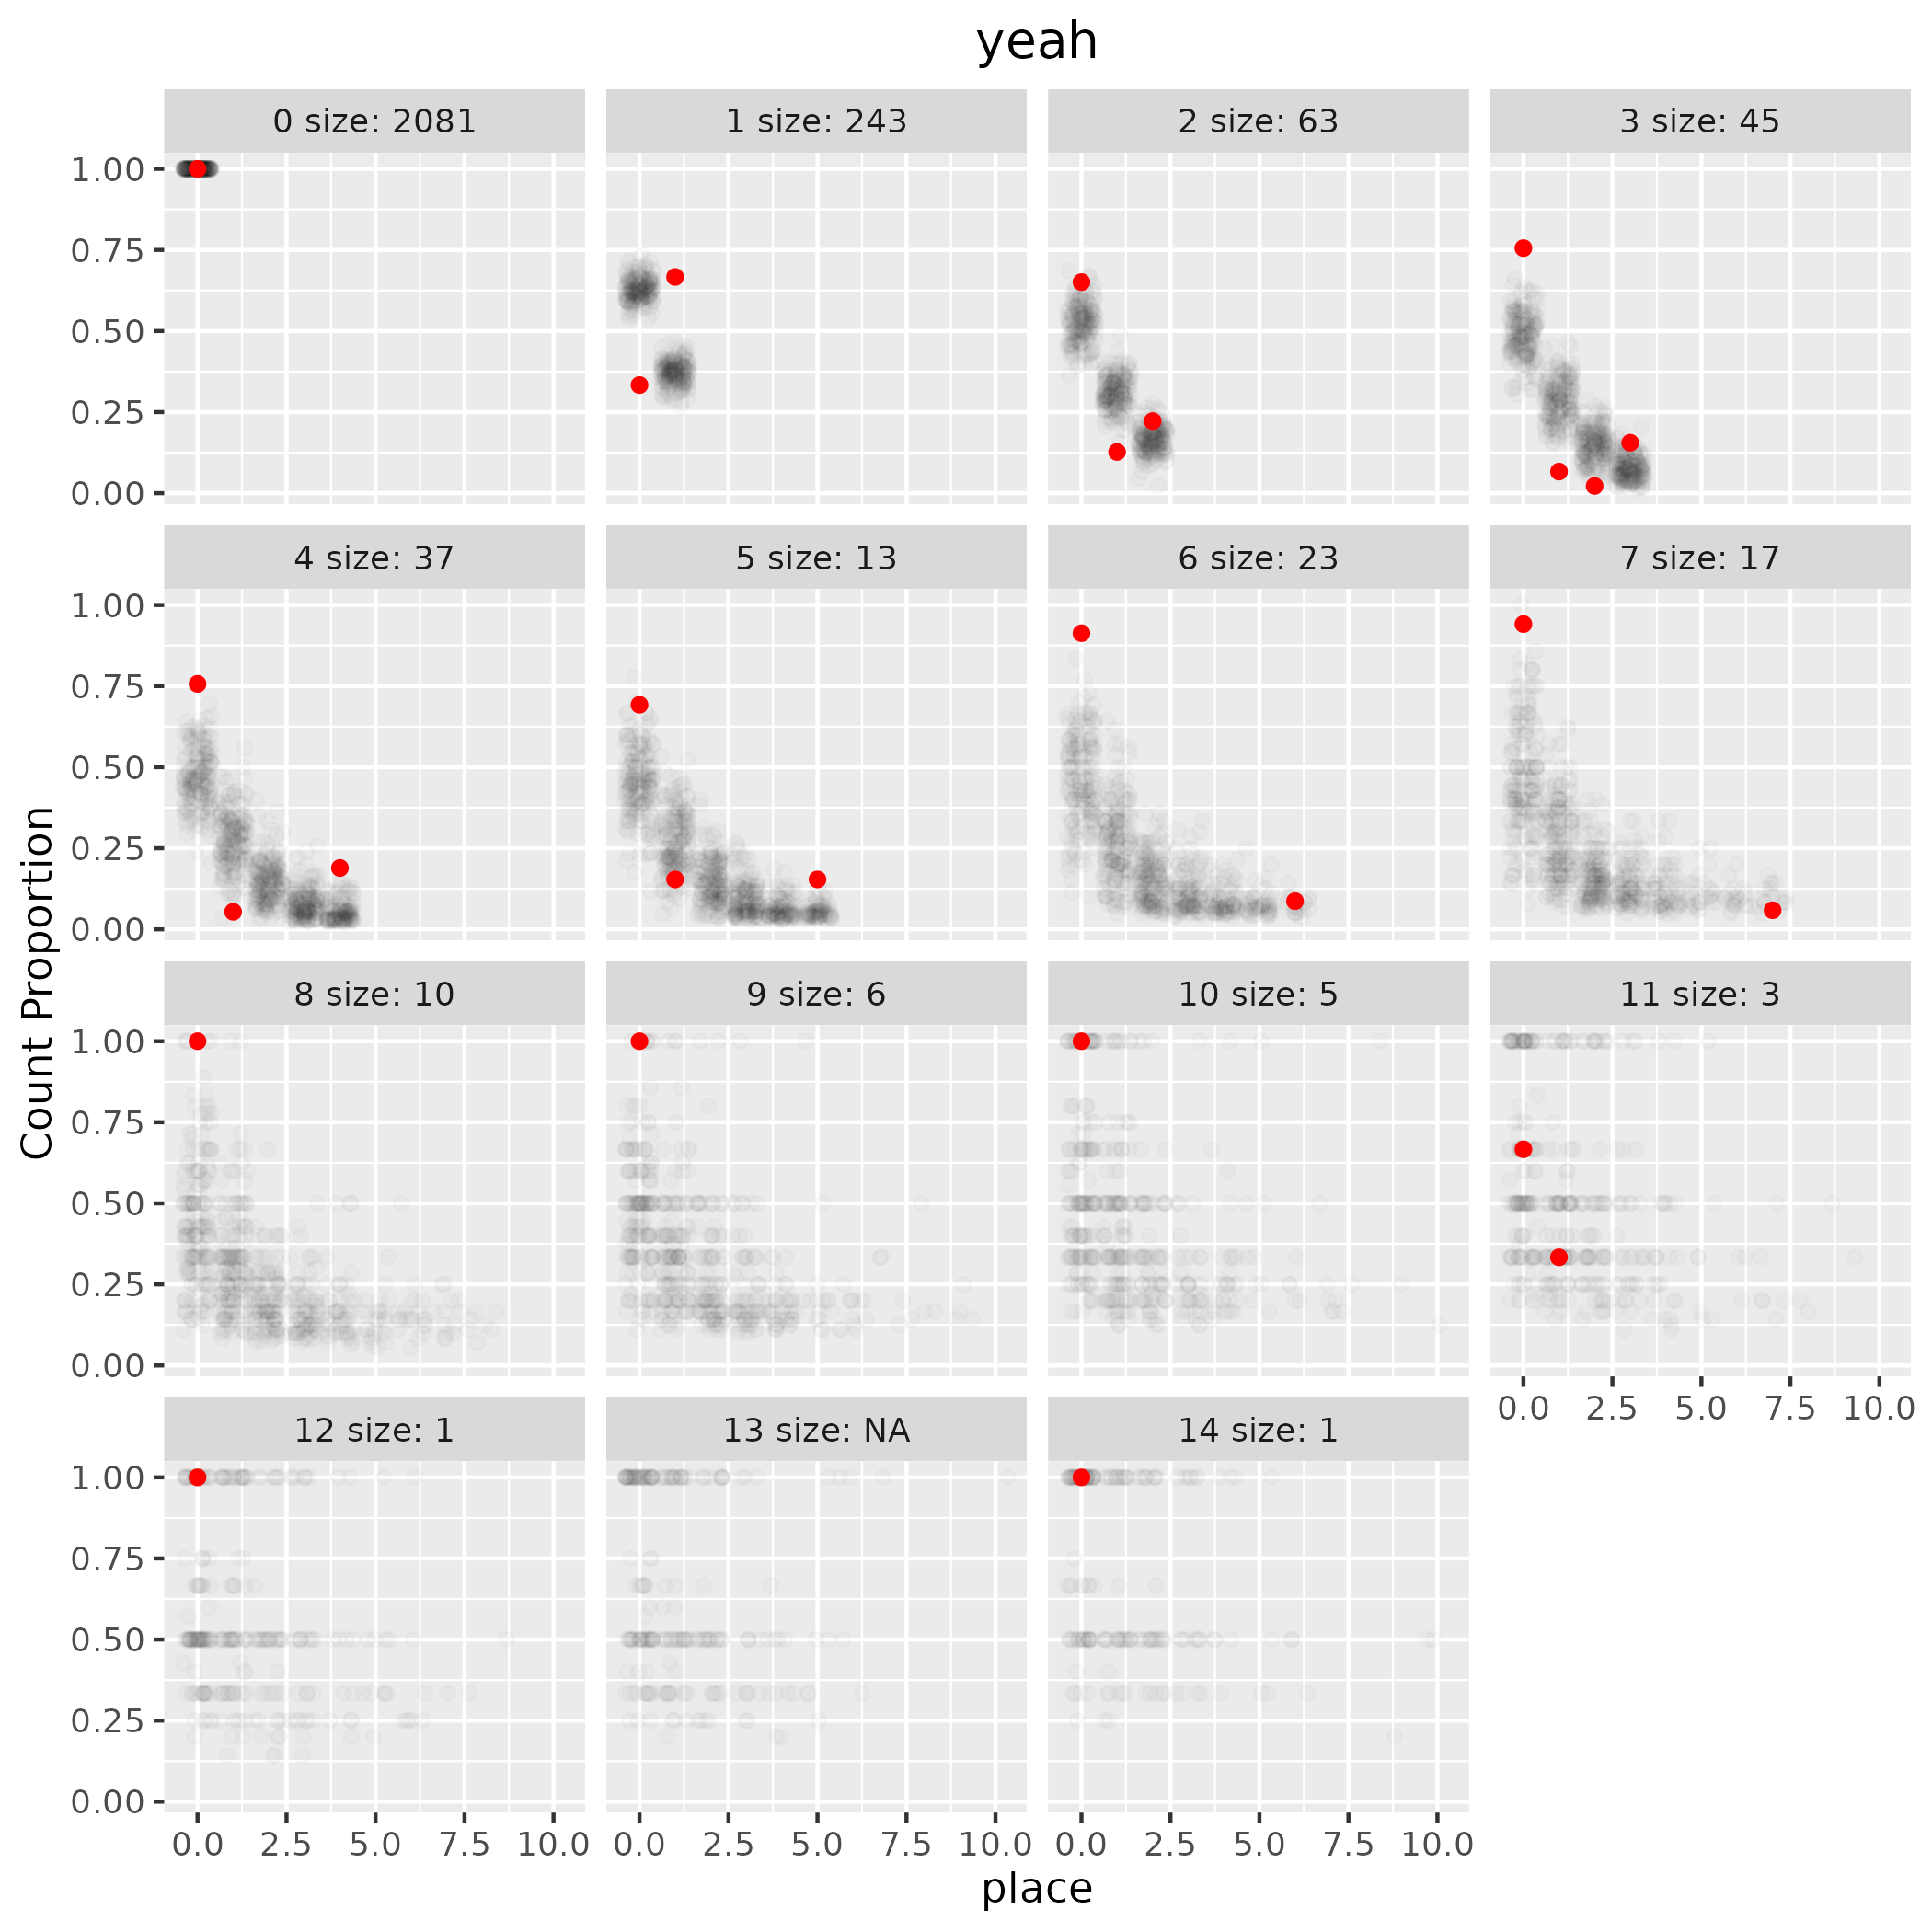 yeah
0 size: 2081
1 size: 243
2 size: 63
3 size: 45
1.00
0.75
0.50
0.25
0.00
4 size: 37
5 size: 13
6 size: 23
7 size: 17
1.00
0.75
0.50
0.25
0.00
Count Proportion
8 size: 10
9 size: 6
10 size: 5
11 size: 3
1.00
0.75
0.50
0.25
0.00
0.0 2.5 5.0 7.5 10.0
12 size: 1
13 size: NA
14 size: 1
1.00
0.75
0.50
0.25
0.00
0.0 2.5 5.0 7.5 10.0
0.0 2.5 5.0 7.5 10.0
0.0 2.5 5.0 7.5 10.0
place